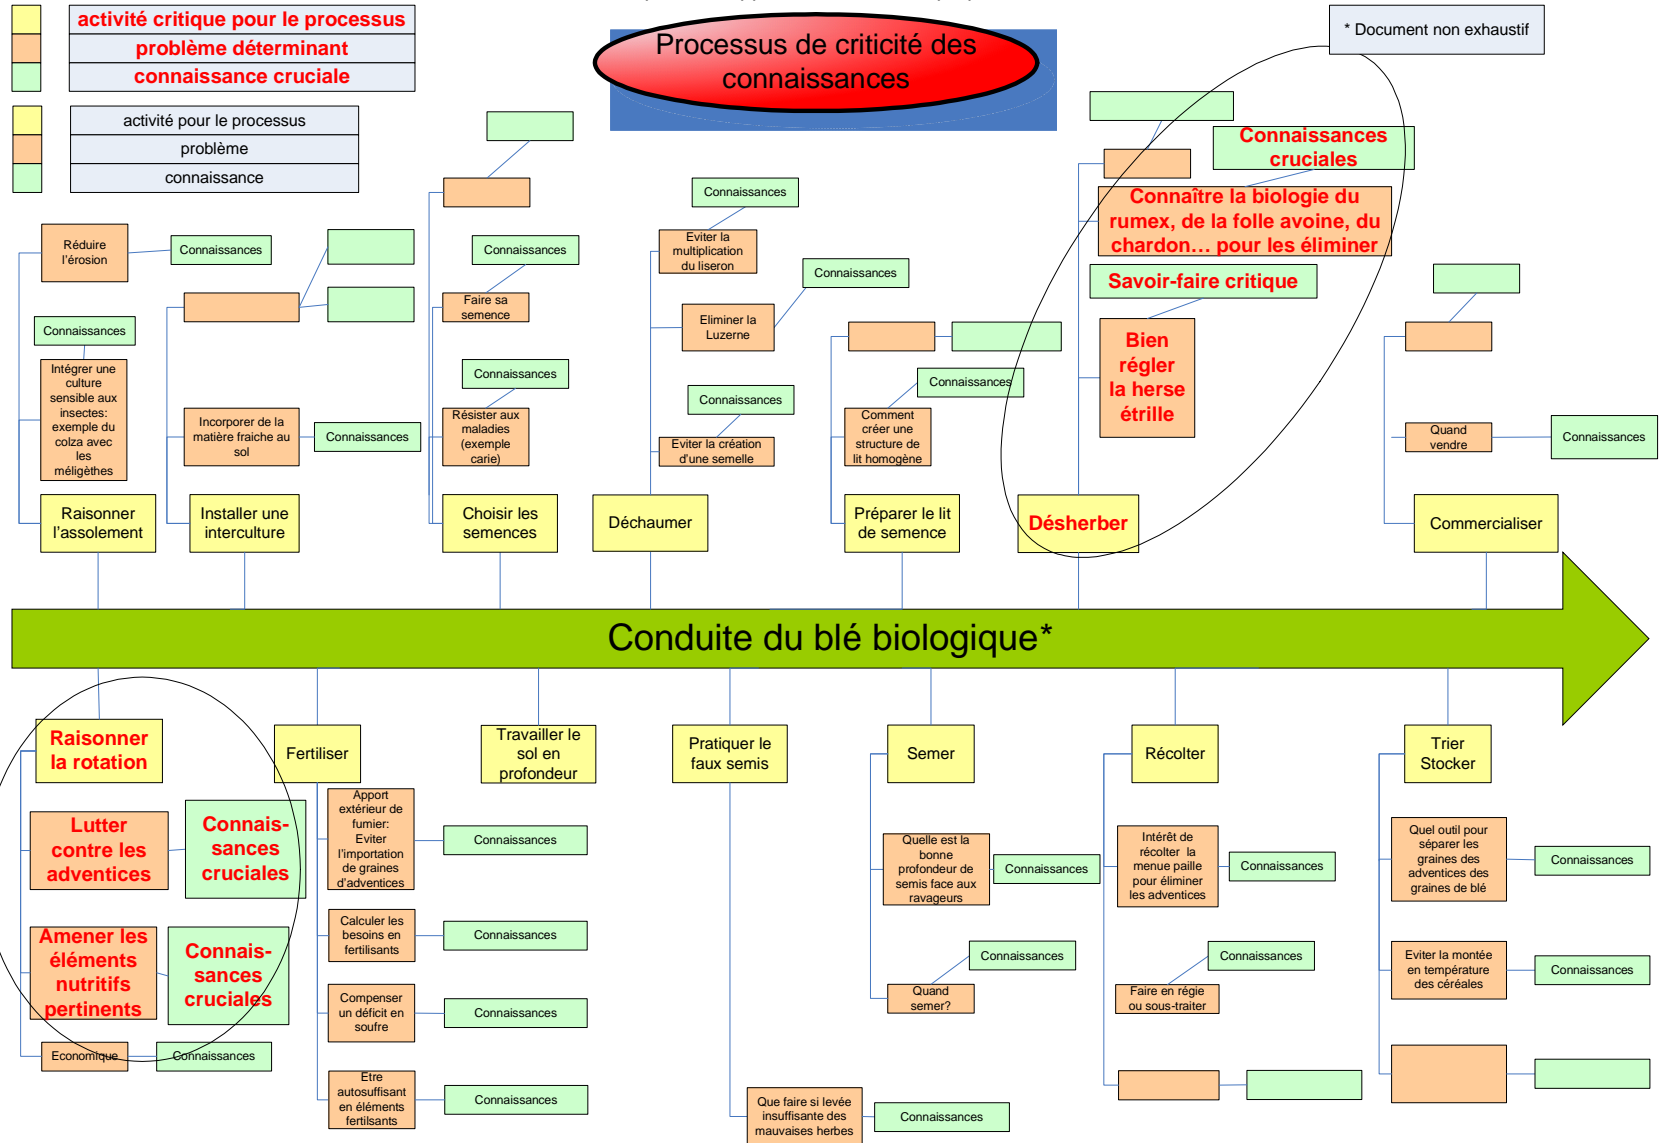 activité critique pour le processus
problème déterminant
connaissance cruciale
activité pour le processus
problème
connaissance
Processus de criticité des
connaissances
* Document non exhaustif
Réduire
l'érosion
Connaissances
Connaissances
Intégrer une
culture
sensible aux
insectes:
exemple du
colza avec
les
méligèthes
Raisonner
l'assolement
Incorporer de la
matière fraiche au
sol
Connaissances
Installer une
interculture
Connaissances
Faire sa
semence
Connaissances
Résister aux
maladies
(exemple
carie)
Choisir les
semences
Connaissances
Eviter la
multiplication
du liseron
Connaissances
Eliminer la
Luzerne
Connaissances
Eviter la création
d'une semelle
Déchaumer
Connaissances
Comment
créer une
structure de
lit homogène
Préparer le lit
de semence
Connaissances
cruciales
Connaître la biologie du
rumex, de la folle avoine, du
chardon… pour les éliminer
Savoir-faire critique
Bien
régler
la herse
étrille
Désherber
Quand
vendre
Connaissances
Commercialiser
Conduite du blé biologique*
Raisonner
la rotation
Lutter
contre les
adventices
Connais-
sances
cruciales
Amener les
éléments
nutritifs
pertinents
Connais-
sances
cruciales
Economique
Connaissances
Fertiliser
Apport
extérieur de
fumier:
Eviter
l'importation
de graines
d'adventices
Connaissances
Calculer les
besoins en
fertilisants
Connaissances
Compenser
un déficit en
soufre
Connaissances
Etre
autosuffisant
en éléments
fertilsants
Connaissances
Travailler le
sol en
profondeur
Pratiquer le
faux semis
Que faire si levée
insuffisante des
mauvaises herbes
Connaissances
Semer
Quelle est la
bonne
profondeur de
semis face aux
ravageurs
Connaissances
Connaissances
Quand
semer?
Récolter
Intérêt de
récolter la
menue paille
pour éliminer
les adventices
Connaissances
Connaissances
Faire en régie
ou sous-traiter
Trier
Stocker
Quel outil pour
séparer les
graines des
adventices des
graines de blé
Connaissances
Eviter la montée
en température
des céréales
Connaissances